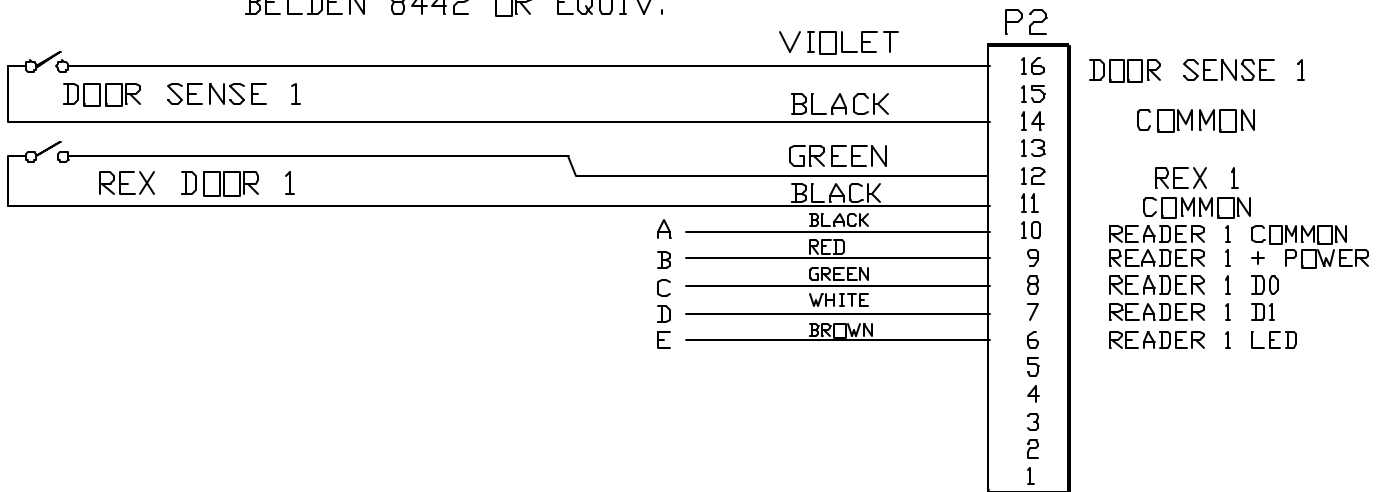 BELDEN 8442 OR EQUIV.
P2
VIOLET
16 DOOR SENSE 1
DOOR SENSE 1
15
BLACK
14 COMMON
13
GREEN
12 REX 1
REX DOOR 1
BLACK
11 COMMON
A BLACK 10 READER 1 COMMON
B RED 9 READER 1 + POWER
C GREEN 8 READER 1 D0
D WHITE 7 READER 1 D1
E BROWN 6 READER 1 LED
5
4
3
2
1